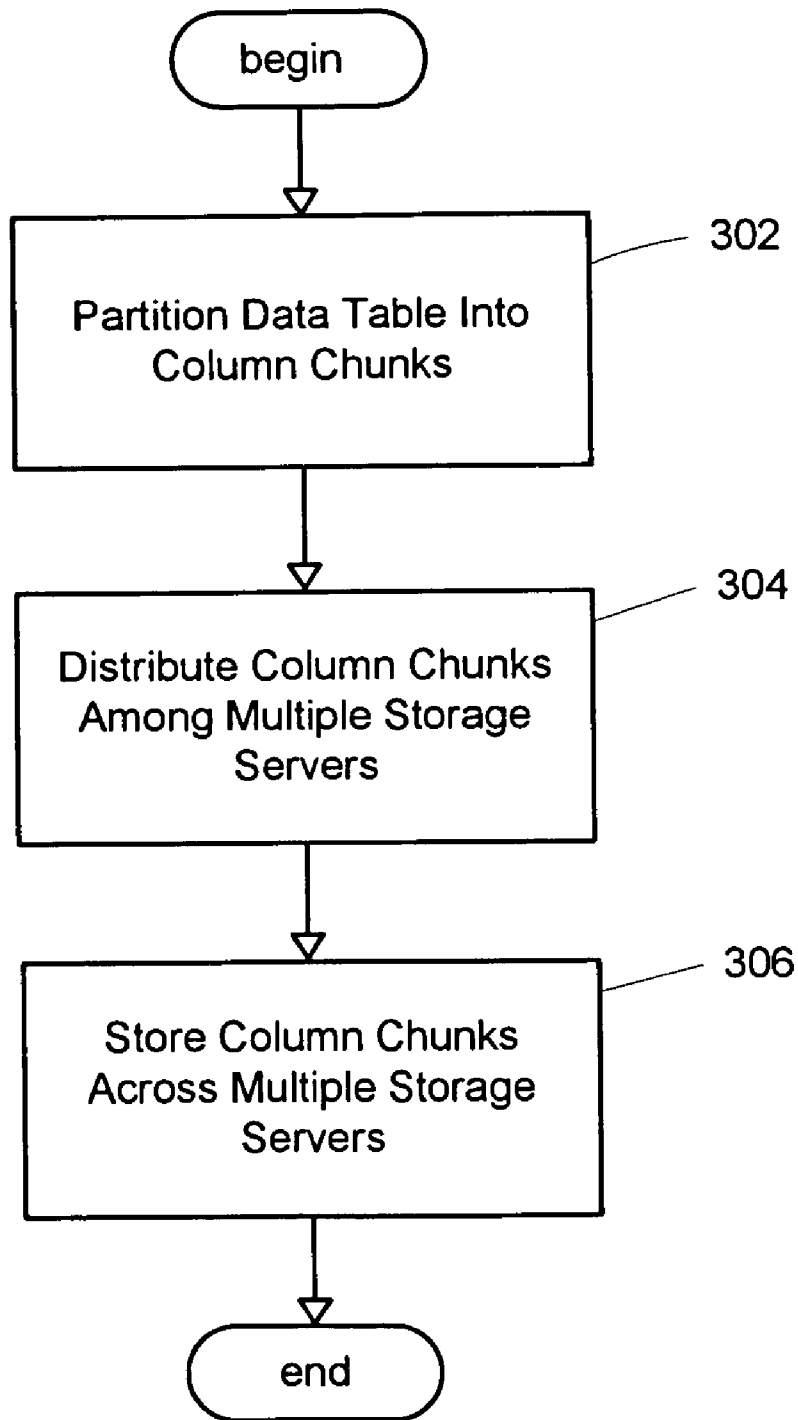 begin
302
Partition Data Table Into
Column Chunks
304
Distribute Column Chunks
Among Multiple Storage
Servers
306
Store Column Chunks
Across Multiple Storage
Servers
end